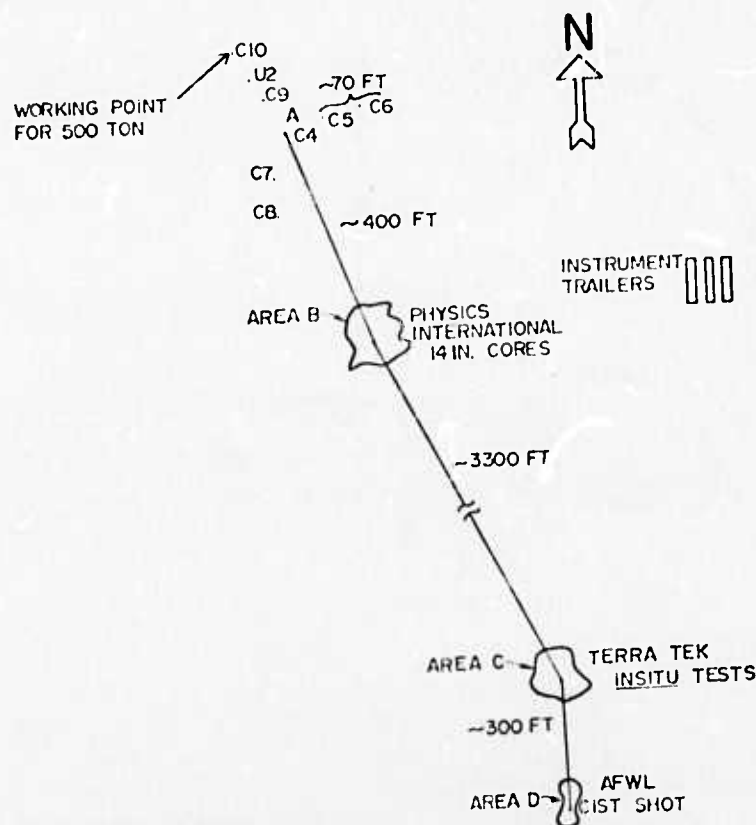 N
.C10
.U2
.C9
~70 FT
A
C4
.C5
.C6
WORKING POINT
FOR 500 TON
C7.
C8.
~400 FT
INSTRUMENT
TRAILERS
AREA B
PHYSICS
INTERNATIONAL
14 IN. CORES
~3300 FT
AREA C
TERRA TEK
INSITU TESTS
~300 FT
AREA D
AFWL
CIST SHOT